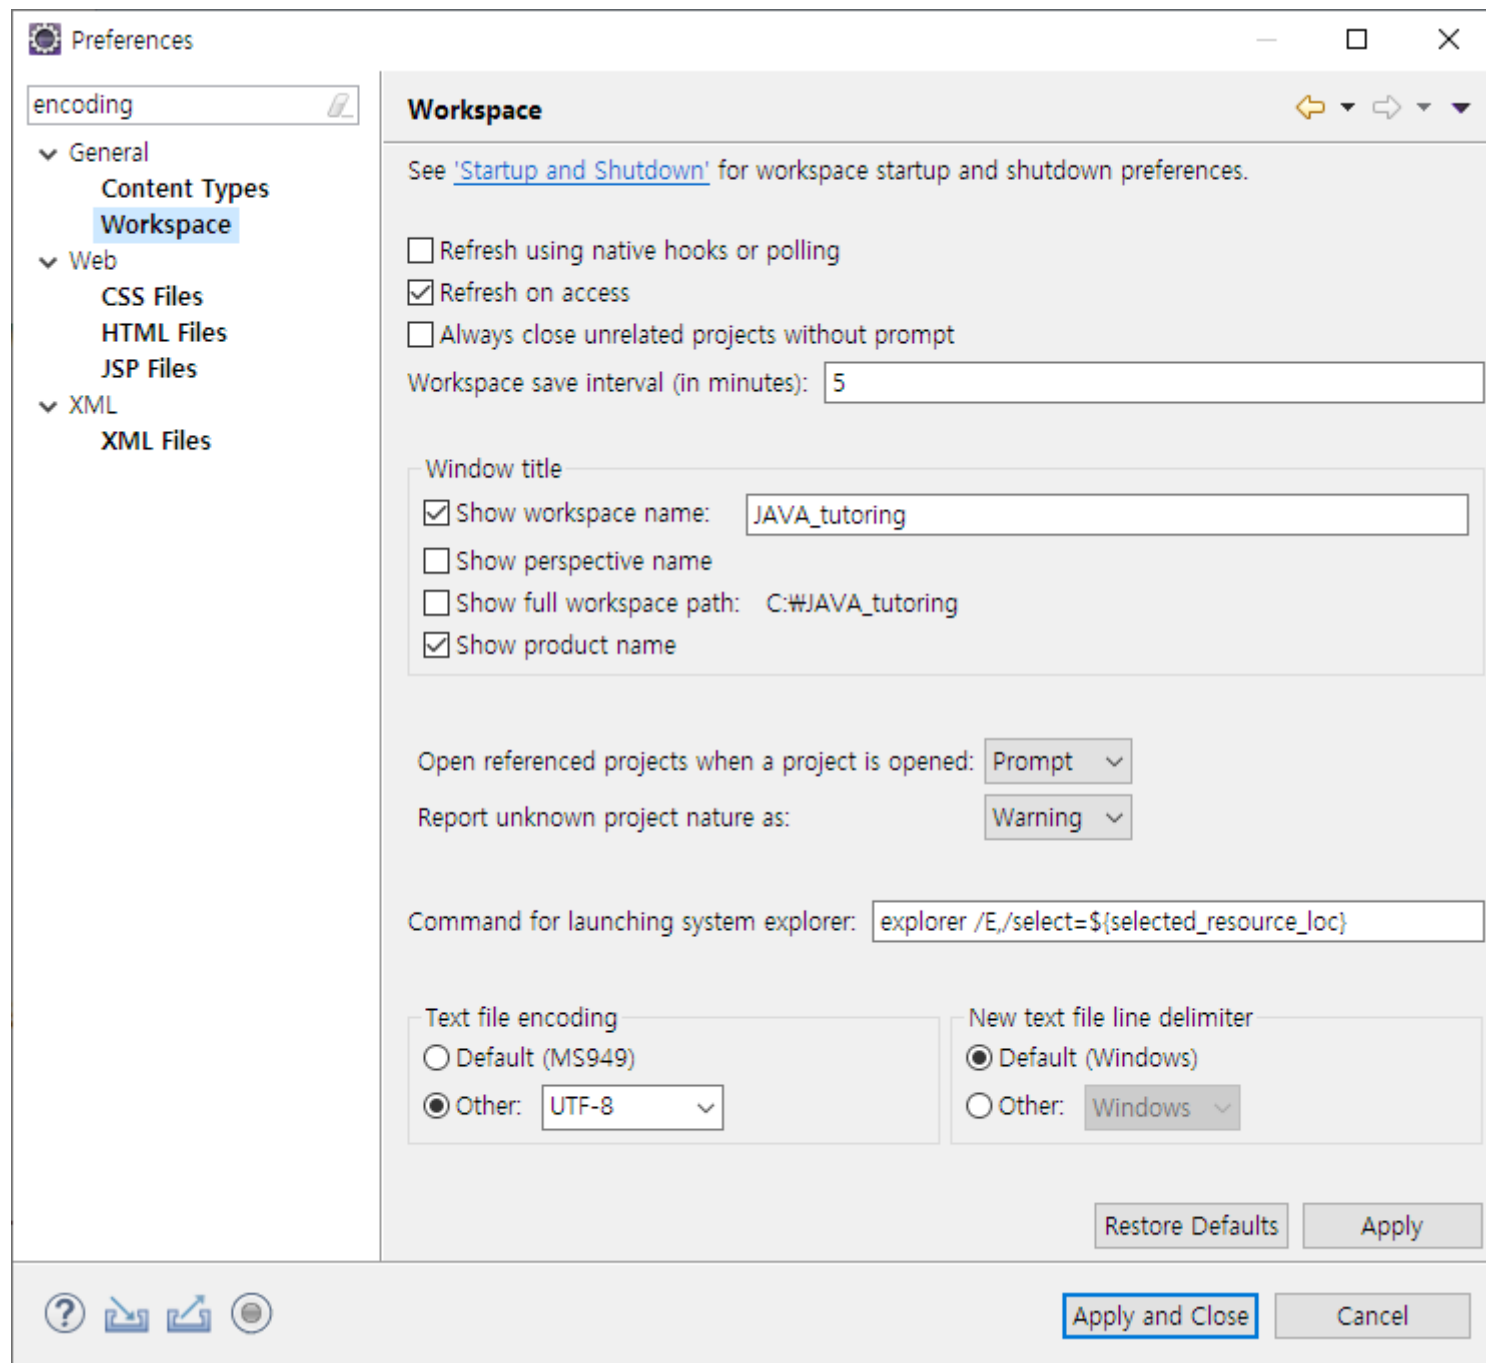 Preferences
encoding
General
Content Types
Workspace
Web
CSS Files
HTML Files
JSP Files
XML
XML Files
Workspace
See 'Startup and Shutdown' for workspace startup and shutdown preferences.
Refresh using native hooks or polling
Refresh on access
Always close unrelated projects without prompt
Workspace save interval (in minutes): 5
Window title
Show workspace name: JAVA_tutoring
Show perspective name
Show full workspace path: C:₩JAVA_tutoring
Show product name
Open referenced projects when a project is opened: Prompt
Report unknown project nature as: Warning
Command for launching system explorer: explorer /E,/select=${selected_resource_loc}
Text file encoding
Default (MS949)
Other: UTF-8
New text file line delimiter
Default (Windows)
Other: Windows
Restore Defaults Apply
Apply and Close Cancel